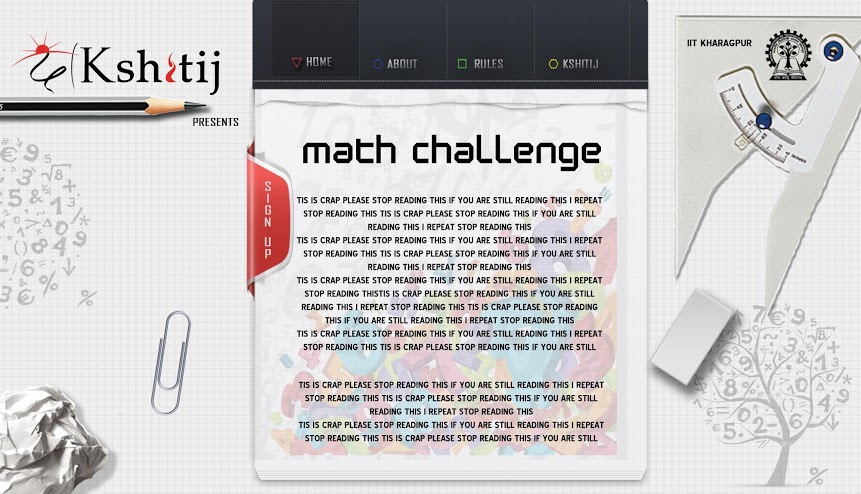 Kshitij
PRESENTS
HOME
ABOUT
RULES
KSHITIJ
IIT KHARAGPUR
math challenge
SIGN UP
TIS IS CRAP PLEASE STOP READING THIS IF YOU ARE STILL READING THIS I REPEAT
STOP READING THIS TIS IS CRAP PLEASE STOP READING THIS IF YOU ARE STILL
READING THIS I REPEAT STOP READING THIS
TIS IS CRAP PLEASE STOP READING THIS IF YOU ARE STILL READING THIS I REPEAT
STOP READING THIS TIS IS CRAP PLEASE STOP READING THIS IF YOU ARE STILL
READING THIS I REPEAT STOP READING THIS
TIS IS CRAP PLEASE STOP READING THIS IF YOU ARE STILL READING THIS I REPEAT
STOP READING THISTIS IS CRAP PLEASE STOP READING THIS IF YOU ARE STILL
READING THIS I REPEAT STOP READING THIS TIS IS CRAP PLEASE STOP READING
THIS IF YOU ARE STILL READING THIS I REPEAT STOP READING THIS
TIS IS CRAP PLEASE STOP READING THIS IF YOU ARE STILL READING THIS I REPEAT
STOP READING THIS TIS IS CRAP PLEASE STOP READING THIS IF YOU ARE STILL
TIS IS CRAP PLEASE STOP READING THIS IF YOU ARE STILL READING THIS I REPEAT
STOP READING THIS TIS IS CRAP PLEASE STOP READING THIS IF YOU ARE STILL
READING THIS I REPEAT STOP READING THIS
TIS IS CRAP PLEASE STOP READING THIS IF YOU ARE STILL READING THIS I REPEAT
STOP READING THIS TIS IS CRAP PLEASE STOP READING THIS IF YOU ARE STILL